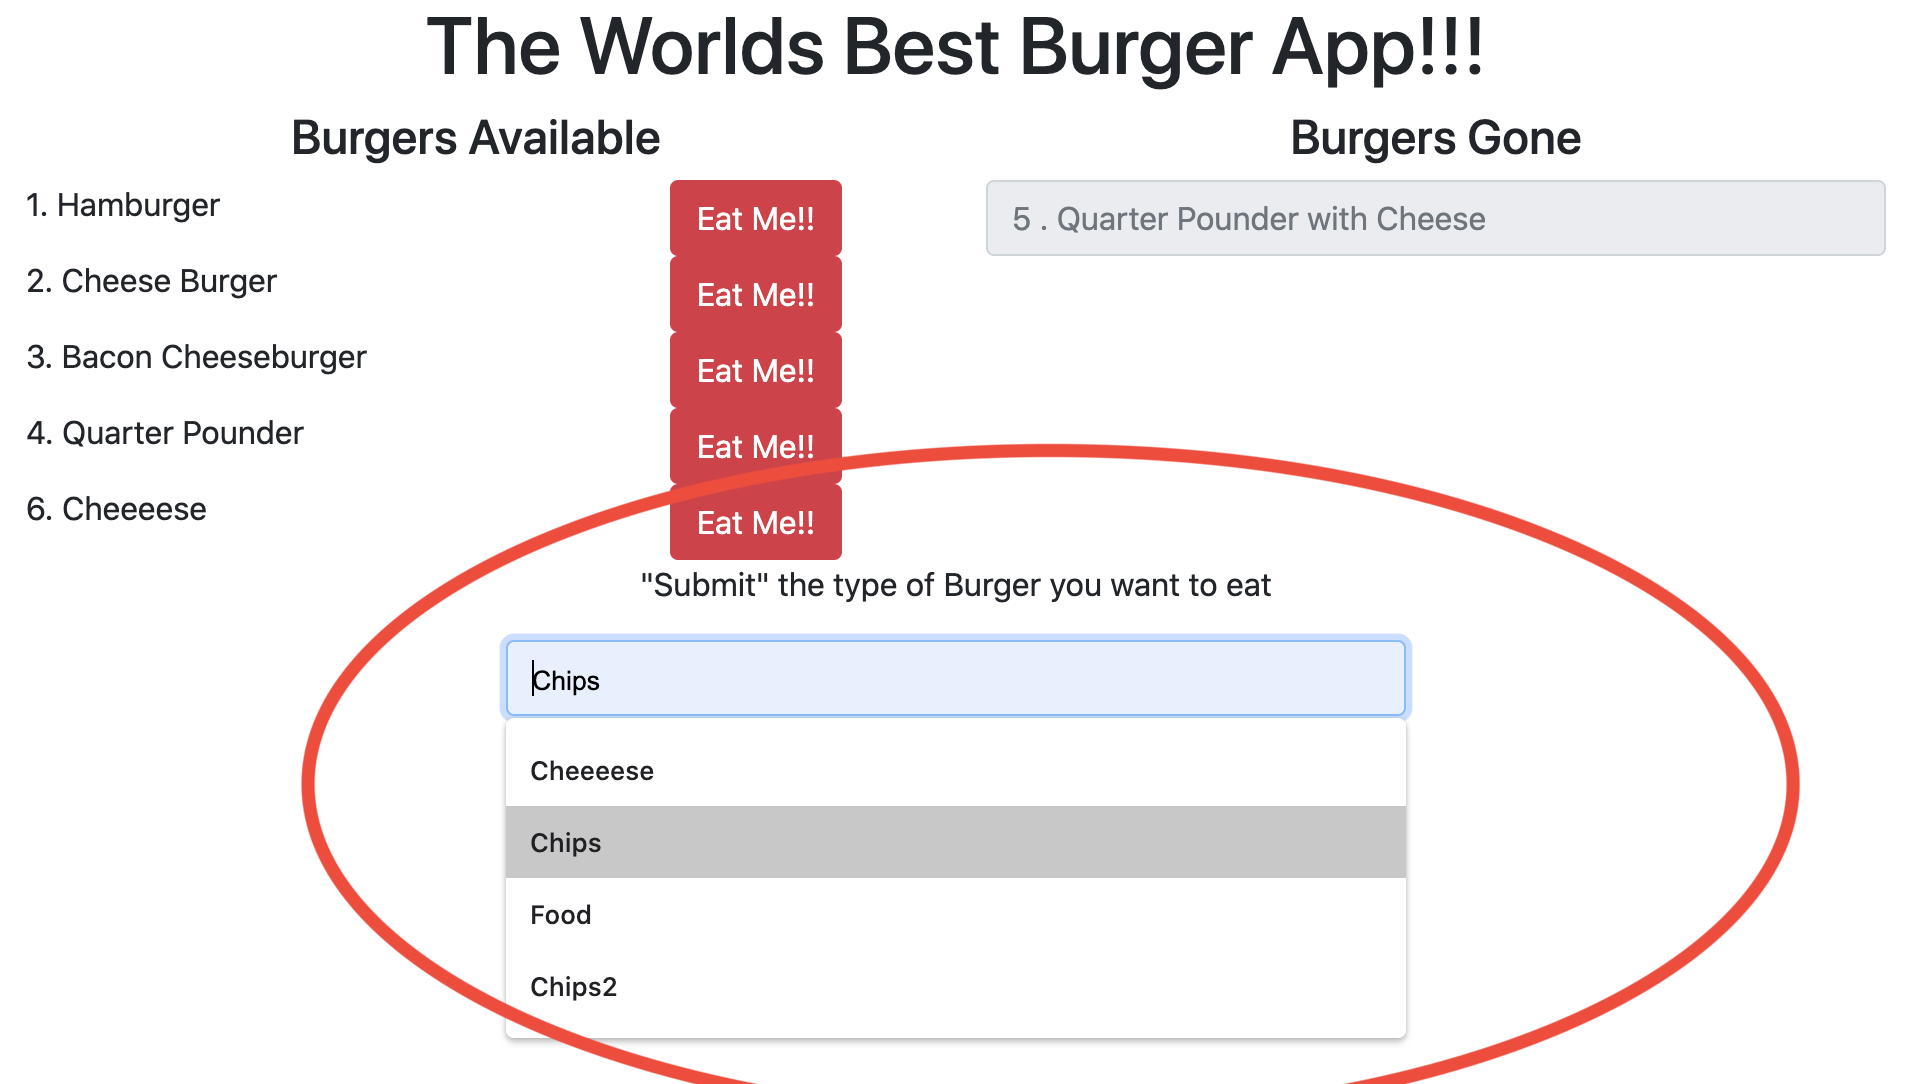 The Worlds Best Burger App!!!
Burgers Available
1. Hamburger
Eat Me!!
2. Cheese Burger
Eat Me!!
3. Bacon Cheeseburger
Eat Me!!
4. Quarter Pounder
Eat Me!!
6. Cheeeese
Eat Me!!
Burgers Gone
5 . Quarter Pounder with Cheese
"Submit" the type of Burger you want to eat
Chips
Cheeeese
Chips
Food
Chips2